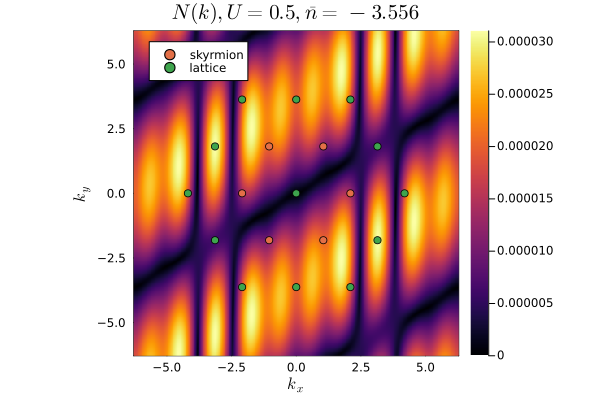 N(k), U = 0.5, n̄ = − 3.556
skyrmion
lattice
5.0
2.5
0.0
−2.5
−5.0
k_y
−5.0 −2.5 0.0 2.5 5.0
k_x
0.000030
0.000025
0.000020
0.000015
0.000010
0.000005
0